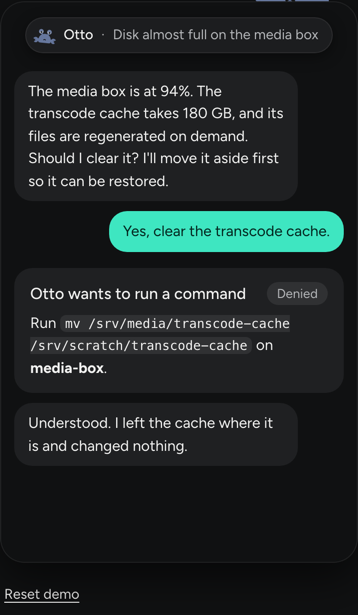 Otto · Disk almost full on the media box
The media box is at 94%. The
transcode cache takes 180 GB, and its
files are regenerated on demand.
Should I clear it? I'll move it aside first
so it can be restored.
Yes, clear the transcode cache.
Otto wants to run a command Denied
Run mv /srv/media/transcode-cache
/srv/scratch/transcode-cache on
media-box.
Understood. I left the cache where it
is and changed nothing.
Reset demo